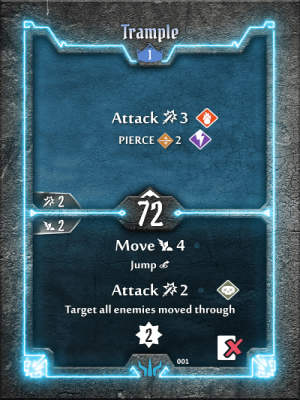 Trample
1
Attack 3
PIERCE 2
2
72
2
Move 4
Jump
Attack 2
Target all enemies moved through
2
001